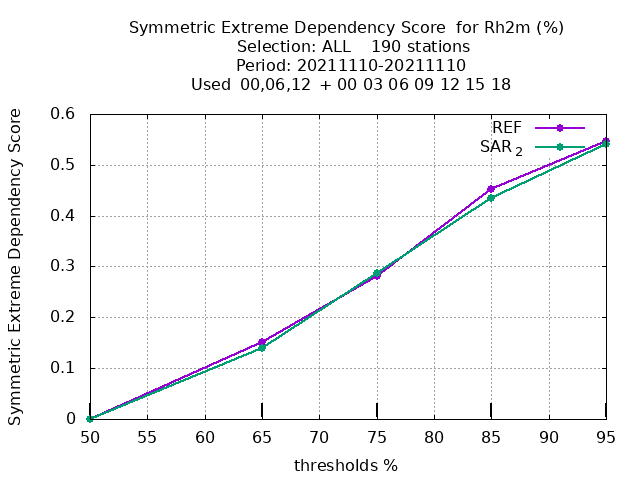 Symmetric Extreme Dependency Score  for Rh2m (%)
Selection: ALL    190 stations
Period: 20211110-20211110
Used  00,06,12  + 00 03 06 09 12 15 18
Symmetric Extreme Dependency Score
0.6
0.5
0.4
0.3
0.2
0.1
0
REF
SAR 2
50 55 60 65 70 75 80 85 90 95
thresholds %